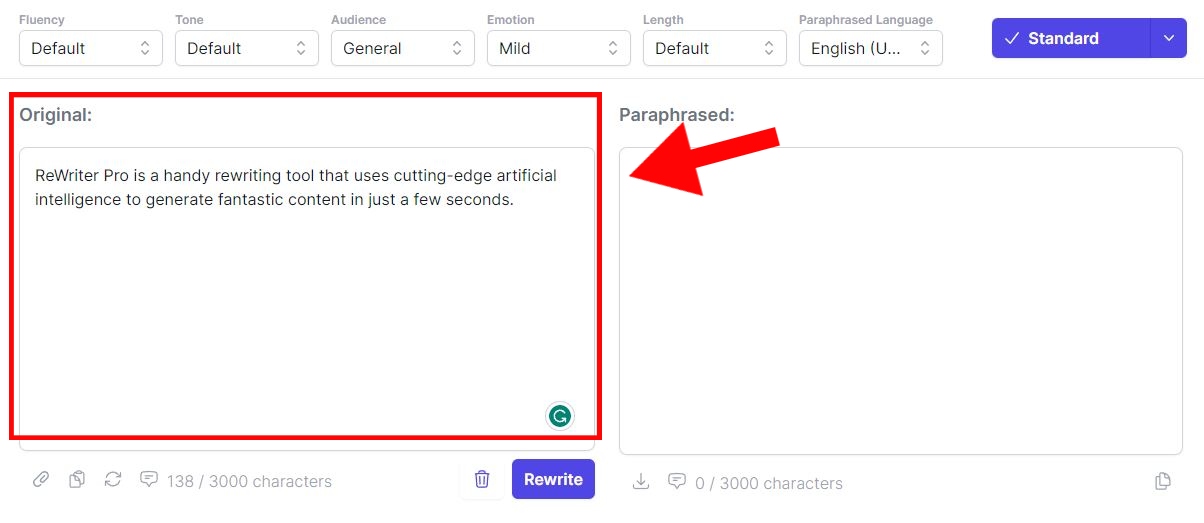 Fluency Tone Audience Emotion Length Paraphrased Language
Default Default General Mild Default English (U... Standard
Original:
Paraphrased:
ReWriter Pro is a handy rewriting tool that uses cutting-edge artificial
intelligence to generate fantastic content in just a few seconds.
138 / 3000 characters
Rewrite
0 / 3000 characters